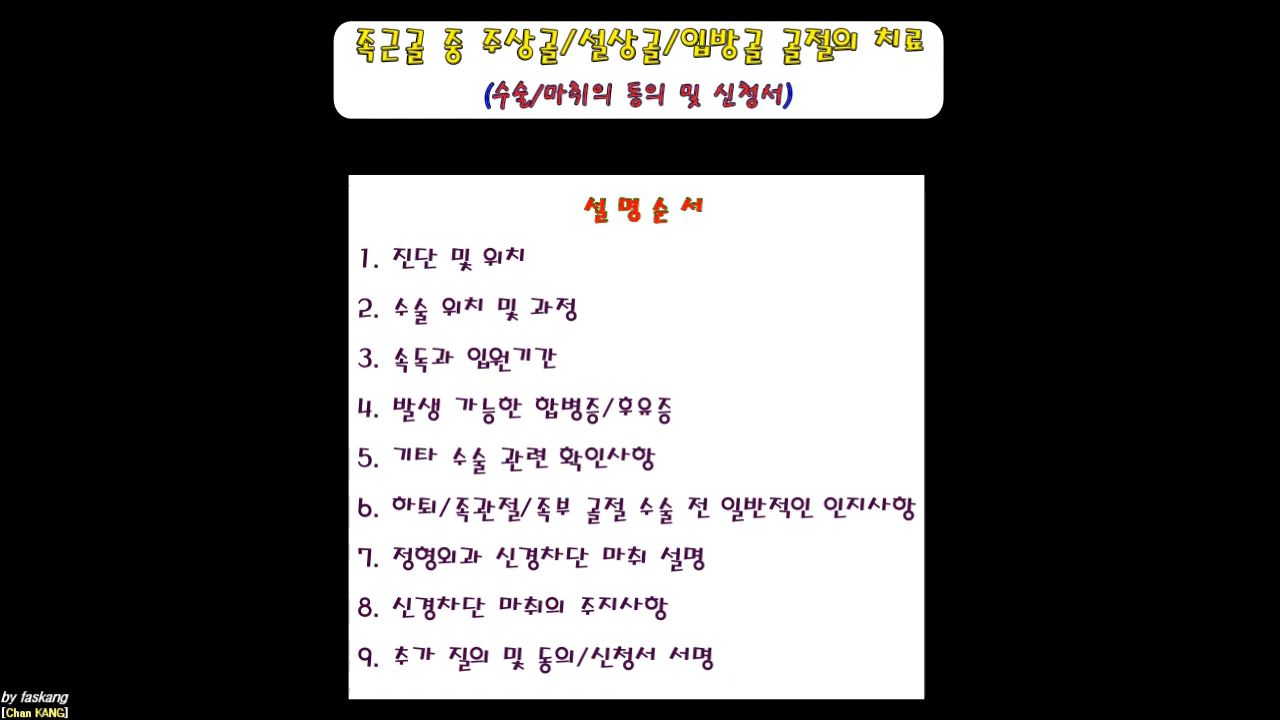 족근골 중 주상골/설상골/입방골 골절의 치료
(수술/마취의 동의 및 신청서)
설명순서
1. 진단 및 위치
2. 수술 위치 및 과정
3. 속독과 입원기간
4. 발생 가능한 합병증/후유증
5. 기타 수술 관련 확인사항
6. 하퇴/족관절/족부 골절 수술 전 일반적인 인지사항
7. 정형외과 신경차단 마취 설명
8. 신경차단 마취의 주지사항
9. 추가 질의 및 동의/신청서 서명
by faskang
[Chan KANG]